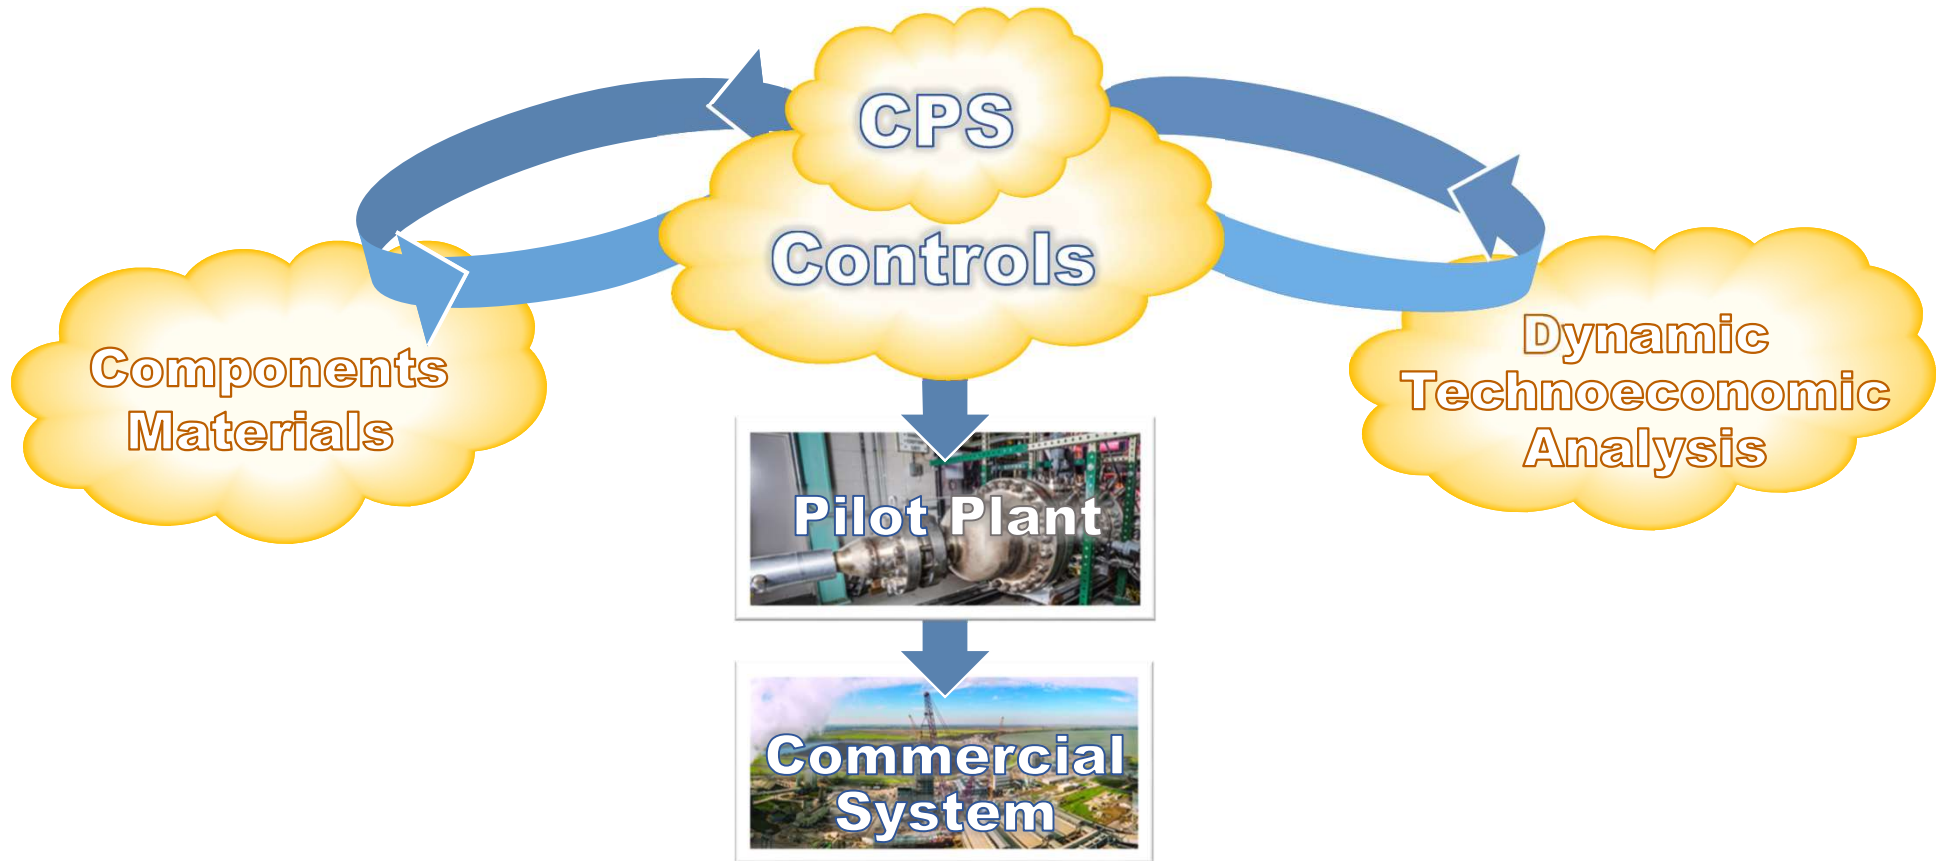 CPS
Controls
Components
Materials
Dynamic
Technoeconomic
Analysis
Pilot Plant
Commercial
System